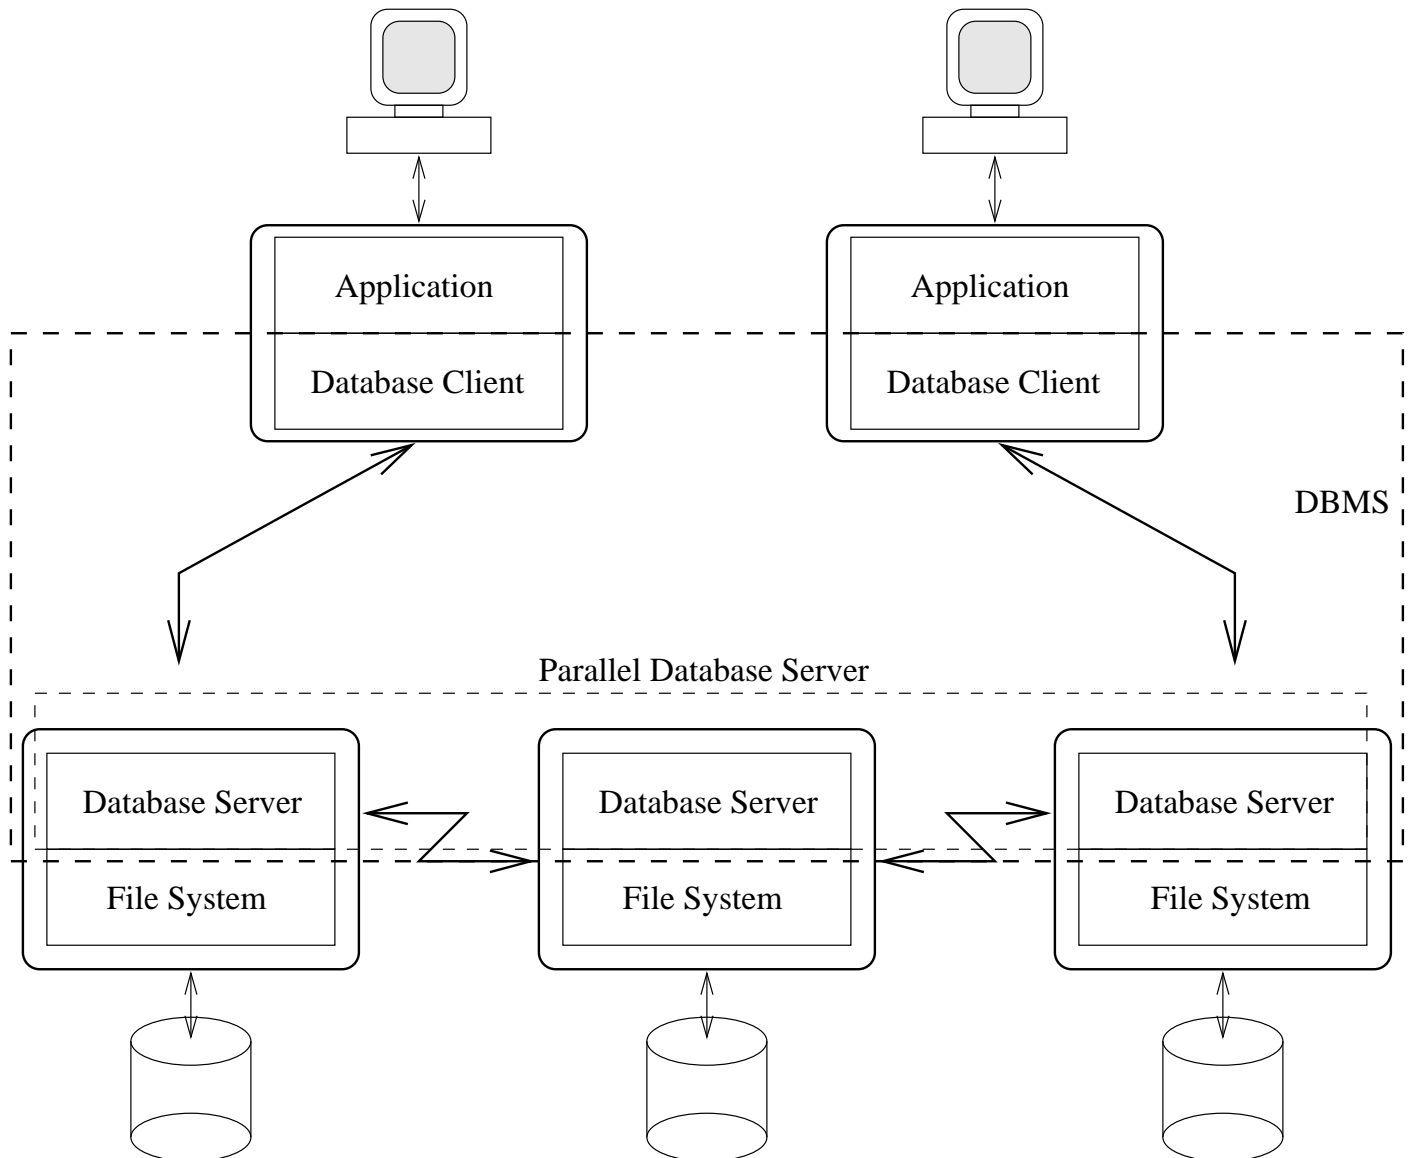 Application
Application
Database Client
Database Client
DBMS
Parallel Database Server
Database Server
Database Server
Database Server
File System
File System
File System